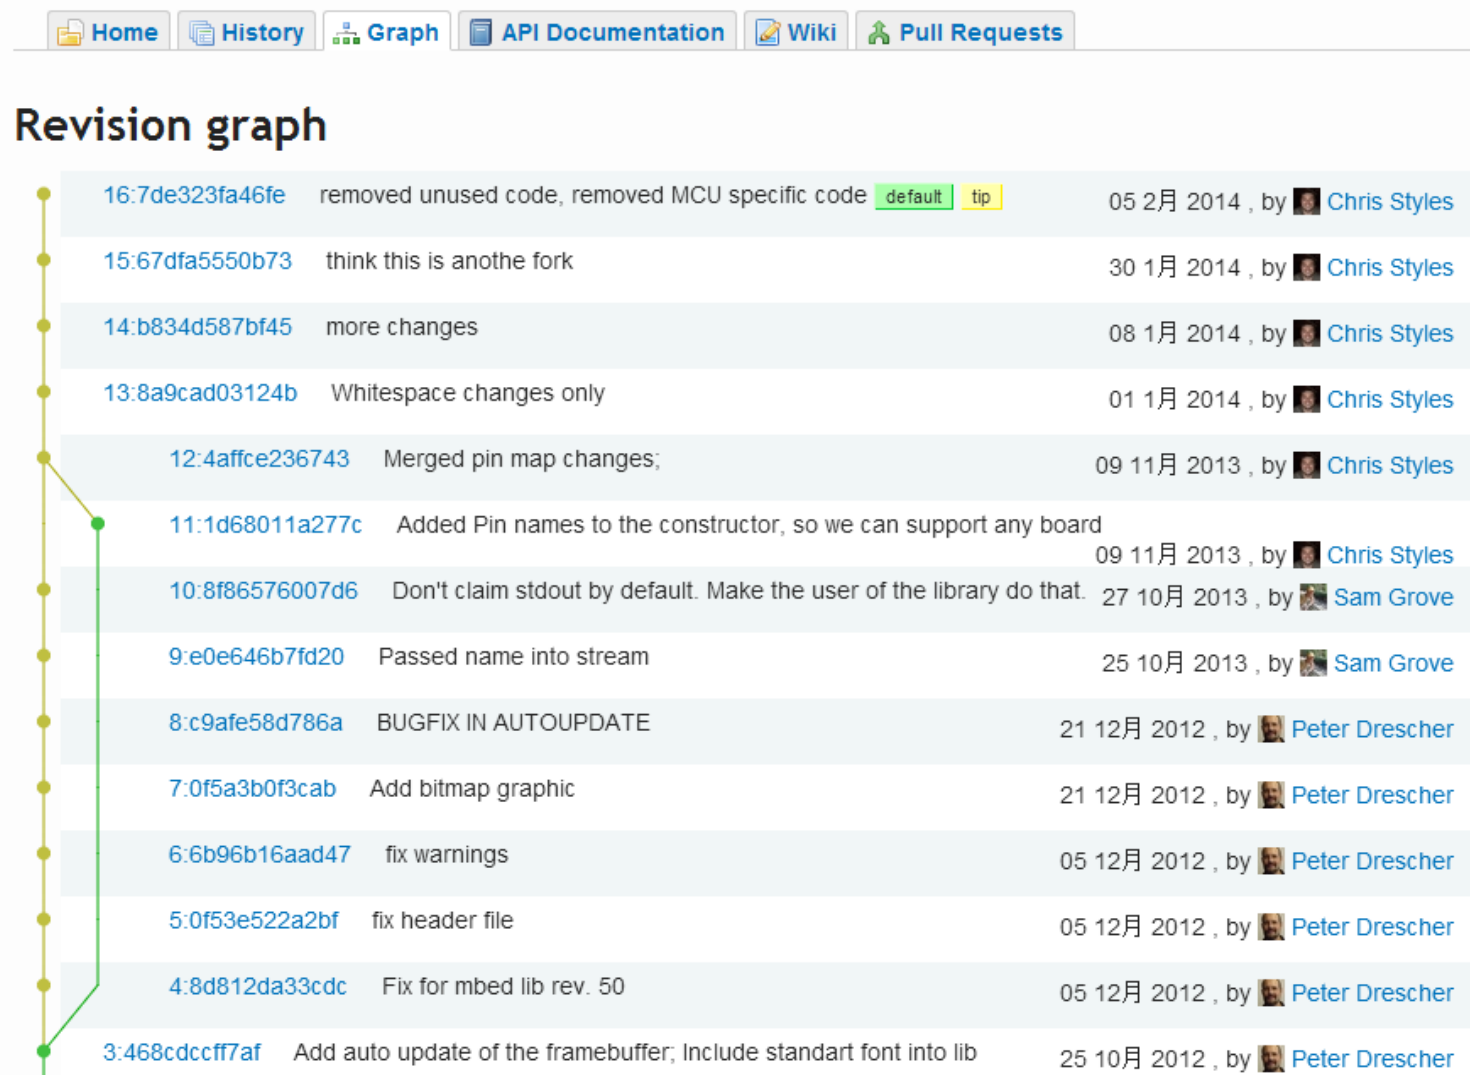 Home History Graph API Documentation Wiki Pull Requests
Revision graph
16:7de323fa46fe removed unused code, removed MCU specific code default tip 05 2月 2014 , by Chris Styles
15:67dfa5550b73 think this is anothe fork 30 1月 2014 , by Chris Styles
14:b834d587bf45 more changes 08 1月 2014 , by Chris Styles
13:8a9cad03124b Whitespace changes only 01 1月 2014 , by Chris Styles
12:4affce236743 Merged pin map changes; 09 11月 2013 , by Chris Styles
11:1d68011a277c Added Pin names to the constructor, so we can support any board
09 11月 2013 , by Chris Styles
10:8f86576007d6 Don't claim stdout by default. Make the user of the library do that. 27 10月 2013 , by Sam Grove
9:e0e646b7fd20 Passed name into stream 25 10月 2013 , by Sam Grove
8:c9afe58d786a BUGFIX IN AUTOUPDATE 21 12月 2012 , by Peter Drescher
7:0f5a3b0f3cab Add bitmap graphic 21 12月 2012 , by Peter Drescher
6:6b96b16aad47 fix warnings 05 12月 2012 , by Peter Drescher
5:0f53e522a2bf fix header file 05 12月 2012 , by Peter Drescher
4:8d812da33cdc Fix for mbed lib rev. 50 05 12月 2012 , by Peter Drescher
3:468cdccff7af Add auto update of the framebuffer; Include standart font into lib 25 10月 2012 , by Peter Drescher